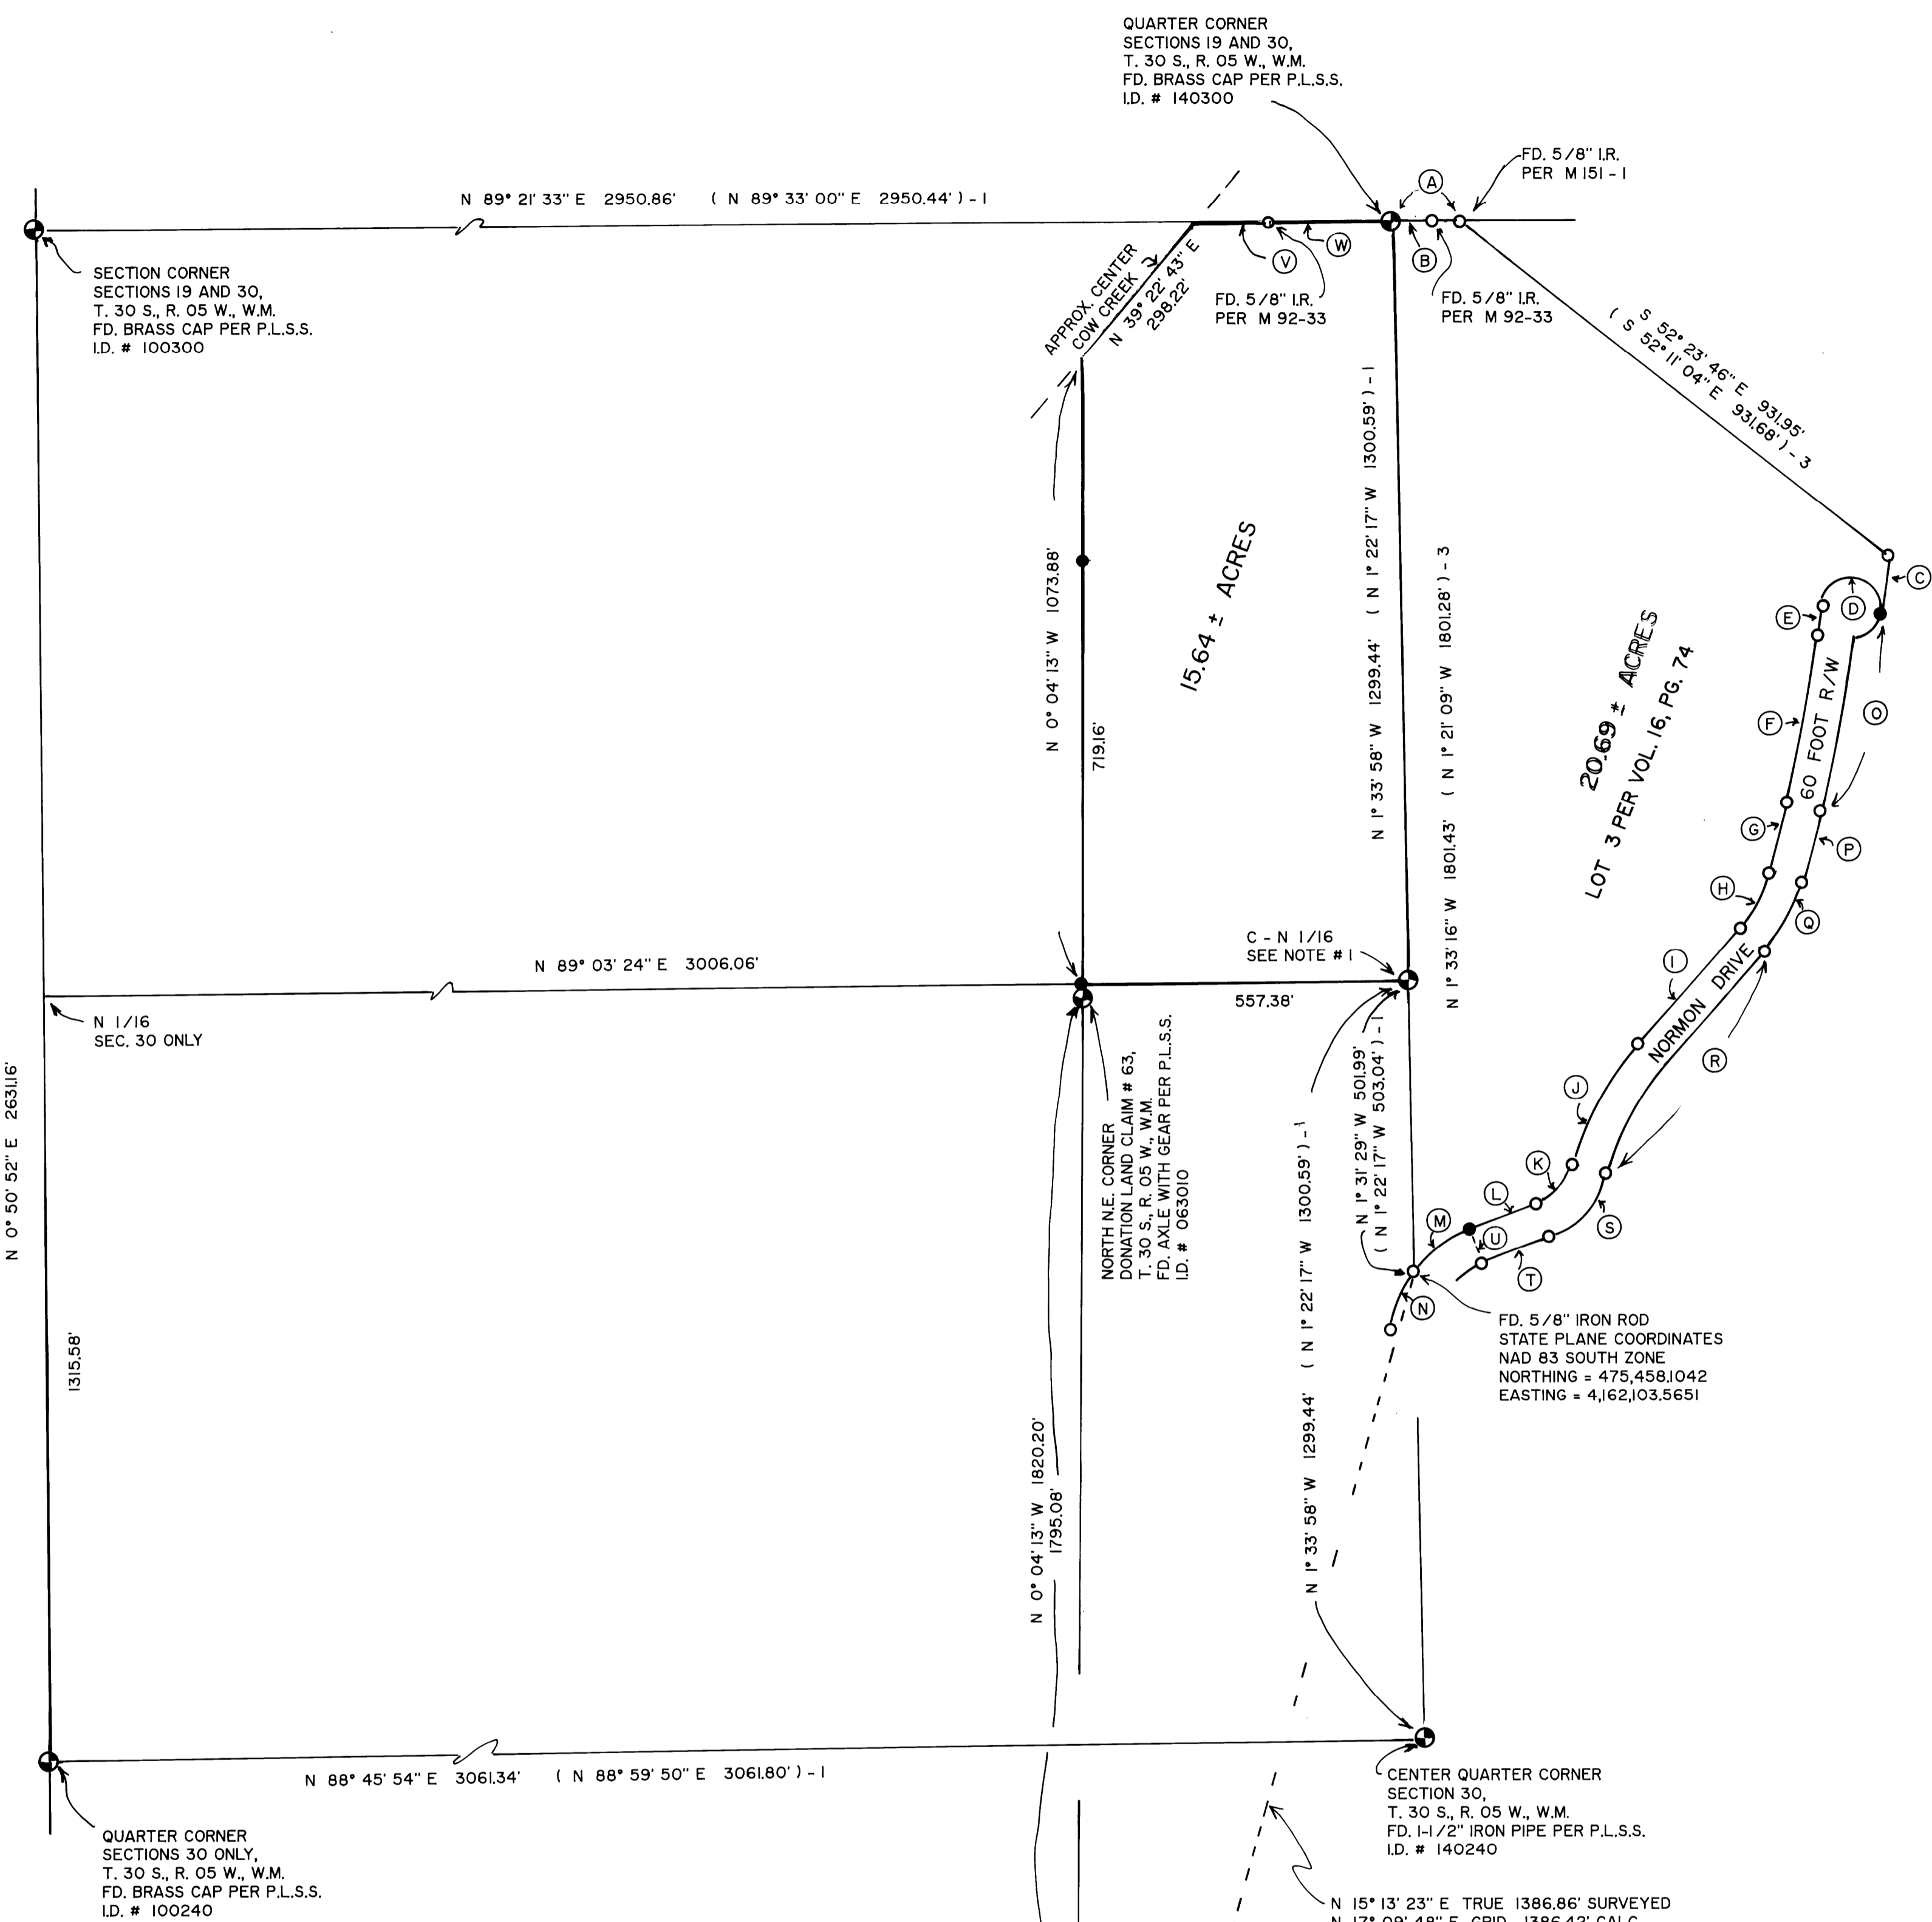 QUARTER CORNER
SECTIONS 19 AND 30,
T. 30 S., R. 05 W., W.M.
FD. BRASS CAP PER P.L.S.S.
I.D. # 140300
FD. 5/8" I.R.
PER M 151 - 1
A
N 89° 21' 33" E 2950.86' ( N 89° 33' 00" E 2950.44' ) - 1
V
W
B
SECTION CORNER
SECTIONS 19 AND 30,
T. 30 S., R. 05 W., W.M.
FD. BRASS CAP PER P.L.S.S.
I.D. # 100300
APPROX. CENTER
COW CREEK
N 39° 22' 43" E
298.22'
FD. 5/8" I.R.
PER M 92-33
FD. 5/8" I.R.
PER M 92-33
S 52° 23' 46" E 931.95'
( S 52° 11' 04" E 931.68' ) - 3
N 0° 04' 13" W 1073.88'
719.16'
15.64 ± ACRES
N 1° 33' 58" W 1299.44' ( N 1° 22' 17" W 1300.59' ) - 1
N 1° 33' 16" W 1801.43' ( N 1° 21' 09" W 1801.28' ) - 3
20.69 ± ACRES
LOT 3 PER VOL. 16, PG. 74
C
D
E
60 FOOT R/W
F
O
G
P
H
Q
I
NORMON DRIVE
R
J
K
L
S
M
U
T
N
N 89° 03' 24" E 3006.06'
C - N 1/16
SEE NOTE # 1
557.38'
N 1/16
SEC. 30 ONLY
N 0° 50' 52" E 2631.16'
1315.58'
NORTH N.E. CORNER
DONATION LAND CLAIM # 63,
T. 30 S., R. 05 W., W.M.
FD. AXLE WITH GEAR PER P.L.S.S.
I.D. # 063010
N 1° 31' 29" W 501.99'
( N 1° 22' 17" W 503.04' ) - 1
N 1° 33' 58" W 1299.44' ( N 1° 22' 17" W 1300.59' ) - 1
N 0° 04' 13" W 1820.20'
1795.08'
FD. 5/8" IRON ROD
STATE PLANE COORDINATES
NAD 83 SOUTH ZONE
NORTHING = 475,458.1042
EASTING = 4,162,103.5651
N 88° 45' 54" E 3061.34' ( N 88° 59' 50" E 3061.80' ) - 1
CENTER QUARTER CORNER
SECTION 30,
T. 30 S., R. 05 W., W.M.
FD. 1-1/2" IRON PIPE PER P.L.S.S.
I.D. # 140240
QUARTER CORNER
SECTIONS 30 ONLY,
T. 30 S., R. 05 W., W.M.
FD. BRASS CAP PER P.L.S.S.
I.D. # 100240
N 15° 13' 23" E TRUE 1386.86' SURVEYED
N 17° 09' 48" E GRID 1386.42' CALC